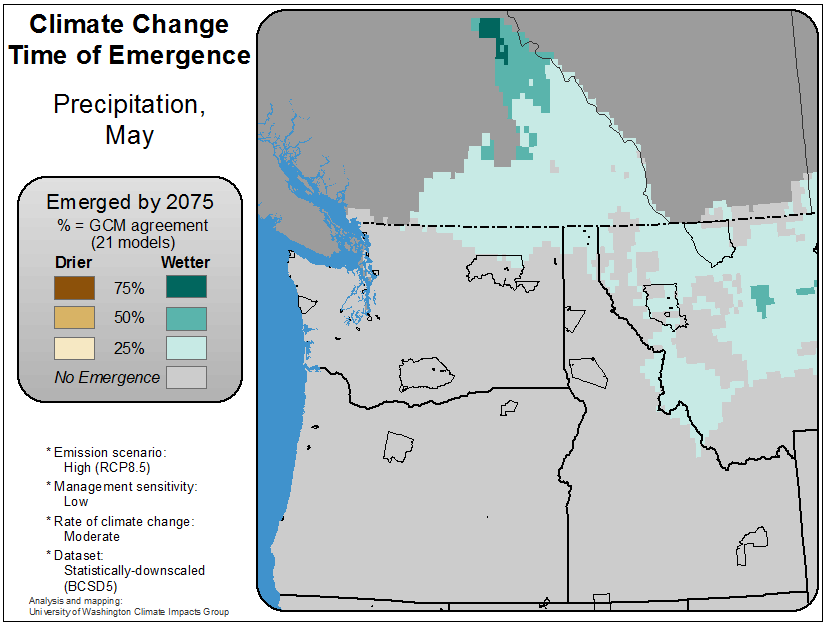 Climate Change
Time of Emergence
Precipitation,
May
Emerged by 2075
% = GCM agreement
(21 models)
Drier Wetter
75%
50%
25%
No Emergence
* Emission scenario:
High (RCP8.5)
* Management sensitivity:
Low
* Rate of climate change:
Moderate
* Dataset:
Statistically-downscaled
(BCSD5)
Analysis and mapping:
University of Washington Climate Impacts Group